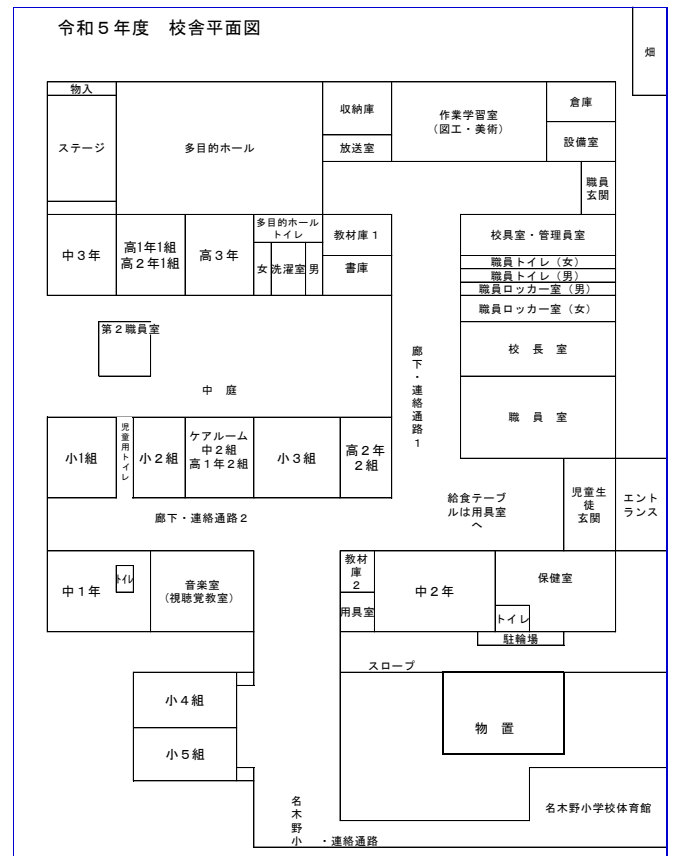 令和５年度　校舎平面図
畑
物入
ステージ
多目的ホール
収納庫
放送室
作業学習室
（図工・美術）
倉庫
設備室
職員
玄関
中３年
高1年1組
高２年1組
高３年
多目的ホール
トイレ
女
洗濯室
男
教材庫１
書庫
校具室・管理員室
職員トイレ（女）
職員トイレ（男）
職員ロッカー室（男）
職員ロッカー室（女）
第２職員室
中　庭
廊下・連絡通路１
校　長　室
職　員　室
小1組
児童用トイレ
小２組
ケアルーム
中２組
高１年２組
小３組
高２年
２組
廊下・連絡通路２
給食テーブ
ルは用具室
へ
児童生
徒
玄関
エント
ランス
中１年
トイレ
音楽室
（視聴覚教室）
教材
庫
２
用具室
中２年
保健室
トイレ
駐輪場
スロープ
小４組
小５組
物　置
名木野小
・連絡通路
名木野小学校体育館